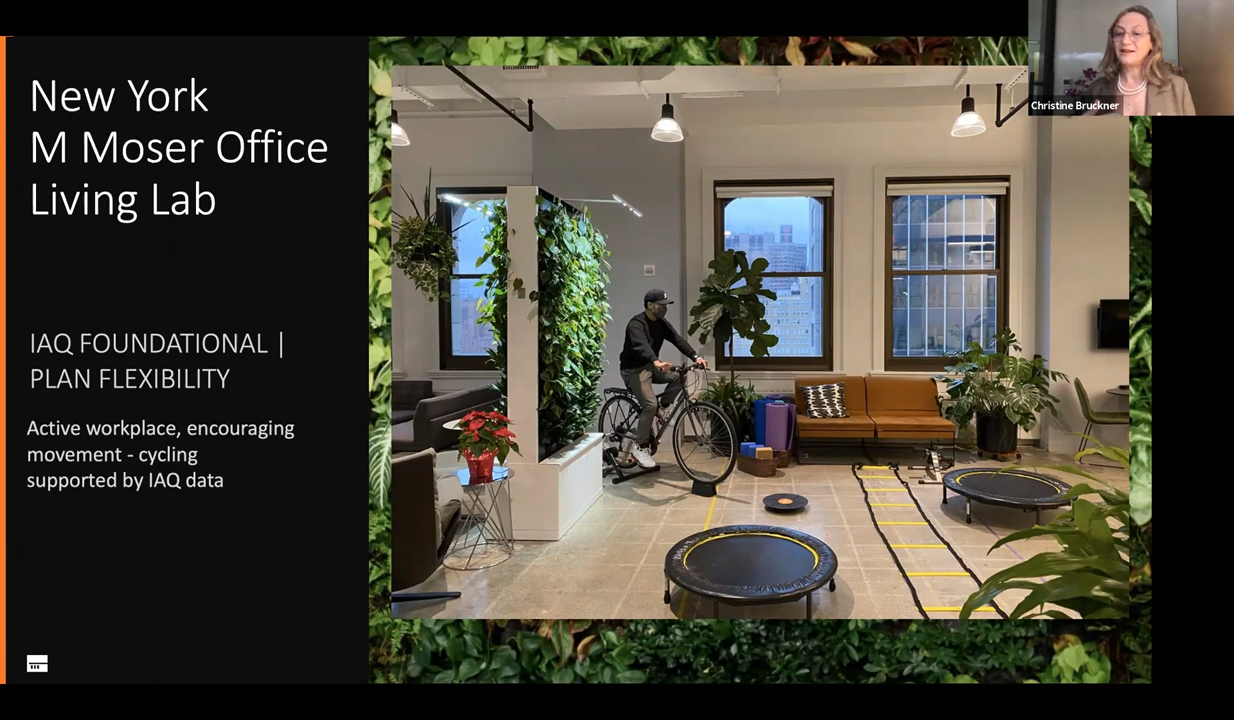 New York
M Moser Office
Living Lab
IAQ FOUNDATIONAL |
PLAN FLEXIBILITY
Active workplace, encouraging
movement - cycling
supported by IAQ data
Christine Bruckner